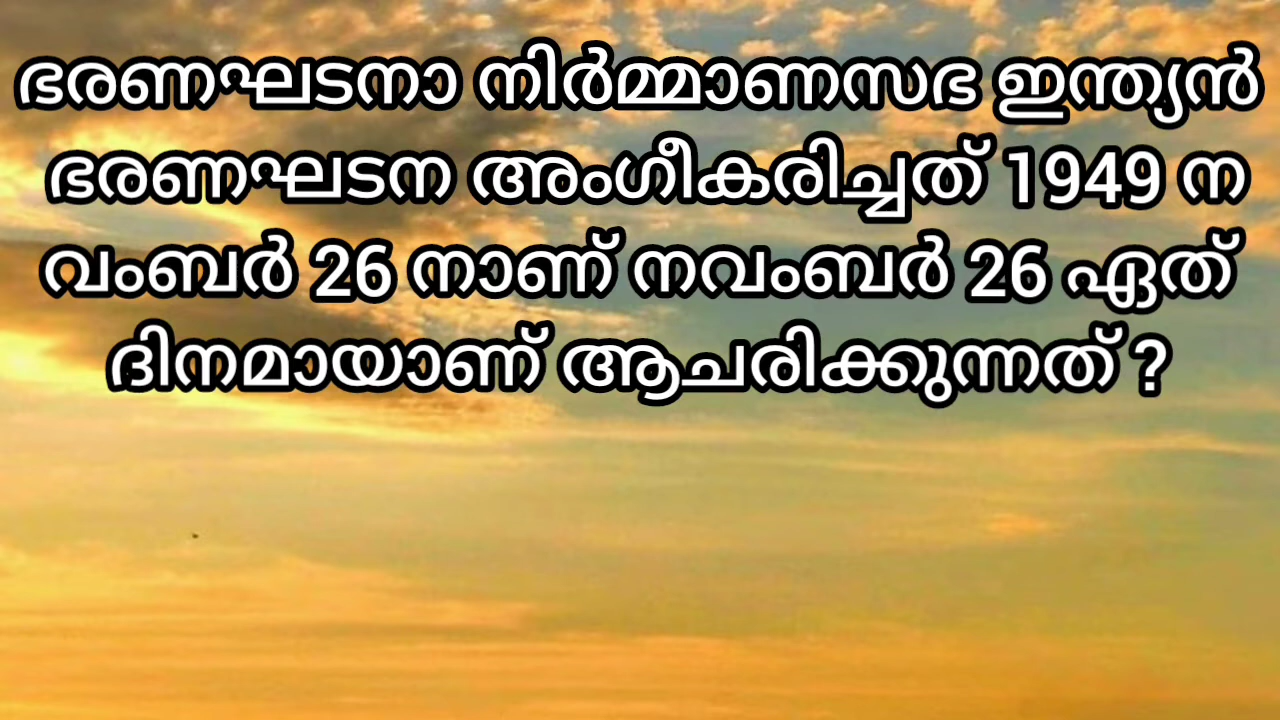 ഭരണഘടനാ നിർമ്മാണസഭ ഇന്ത്യൻ
ഭരണഘടന അംഗീകരിച്ചത് 1949 ന
വംബർ 26 നാണ് നവംബർ 26 ഏത്
ദിനമായാണ് ആചരിക്കുന്നത് ?